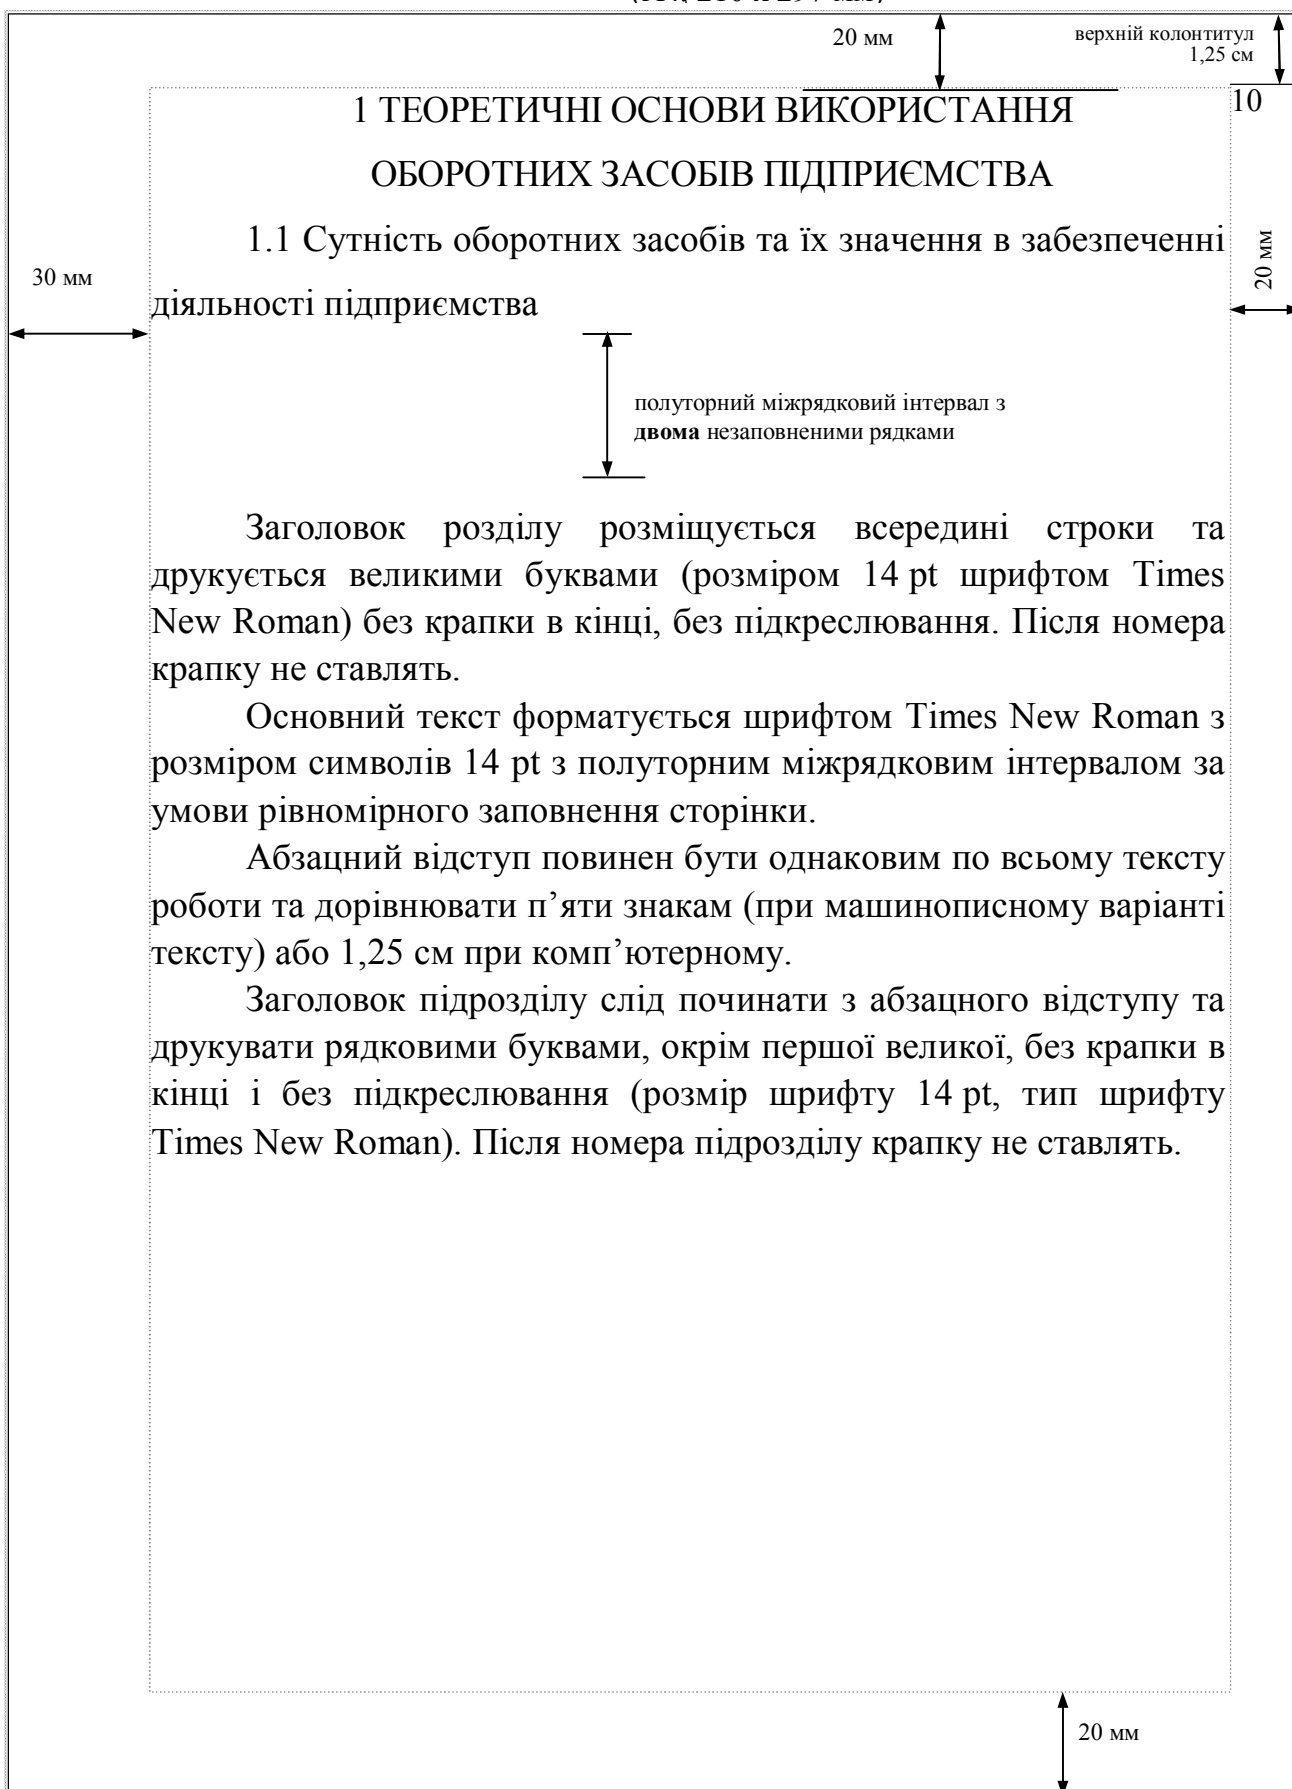 20 мм
верхній колонтитул
1,25 см
10
1 ТЕОРЕТИЧНІ ОСНОВИ ВИКОРИСТАННЯ
ОБОРОТНИХ ЗАСОБІВ ПІДПРИЄМСТВА
1.1 Сутність оборотних засобів та їх значення в забезпеченні
діяльності підприємства
30 мм
20 мм
полуторний міжрядковий інтервал з
двома незаповненими рядками
Заголовок розділу розміщується всередині строки та
друкується великими буквами (розміром 14 pt шрифтом Times
New Roman) без крапки в кінці, без підкреслювання. Після номера
крапку не ставлять.
Основний текст форматується шрифтом Times New Roman з
розміром символів 14 pt з полуторним міжрядковим інтервалом за
умови рівномірного заповнення сторінки.
Абзацний відступ повинен бути однаковим по всьому тексту
роботи та дорівнювати п’яти знакам (при машинописному варіанті
тексту) або 1,25 см при комп’ютерному.
Заголовок підрозділу слід починати з абзацного відступу та
друкувати рядковими буквами, окрім першої великої, без крапки в
кінці і без підкреслювання (розмір шрифту 14 pt, тип шрифту
Times New Roman). Після номера підрозділу крапку не ставлять.
20 мм